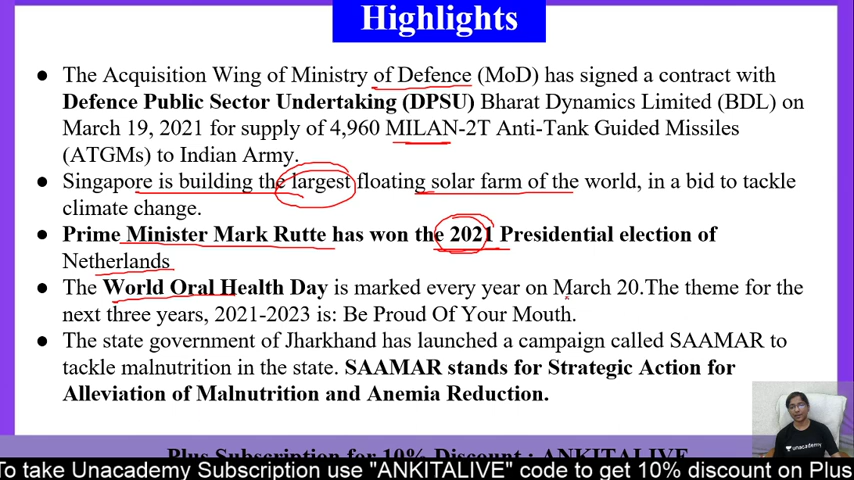 Highlights
● The Acquisition Wing of Ministry of Defence (MoD) has signed a contract with
Defence Public Sector Undertaking (DPSU) Bharat Dynamics Limited (BDL) on
March 19, 2021 for supply of 4,960 MILAN-2T Anti-Tank Guided Missiles
(ATGMs) to Indian Army.
● Singapore is building the largest floating solar farm of the world, in a bid to tackle
climate change.
● Prime Minister Mark Rutte has won the 2021 Presidential election of
Netherlands
● The World Oral Health Day is marked every year on March 20.The theme for the
next three years, 2021-2023 is: Be Proud Of Your Mouth.
● The state government of Jharkhand has launched a campaign called SAAMAR to
tackle malnutrition in the state. SAAMAR stands for Strategic Action for
Alleviation of Malnutrition and Anemia Reduction.
unacademy
Plus Subscription for 10% Discount : ANKITALIVE
To take Unacademy Subscription use "ANKITALIVE" code to get 10% discount on Plus